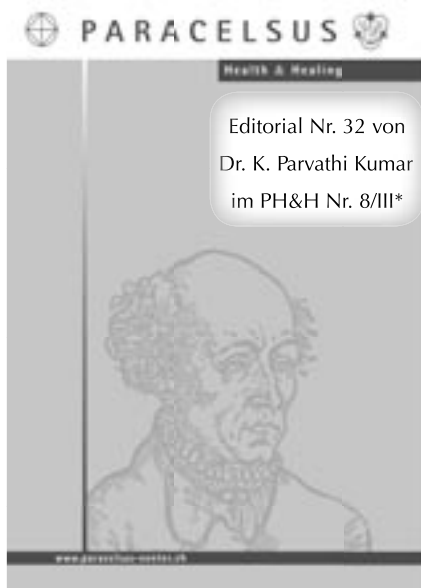 PARACELSUS
Health & Healing
Editorial Nr. 32 von
Dr. K. Parvathi Kumar
im PH&H Nr. 8/III*
www.paracelsus-center.ch